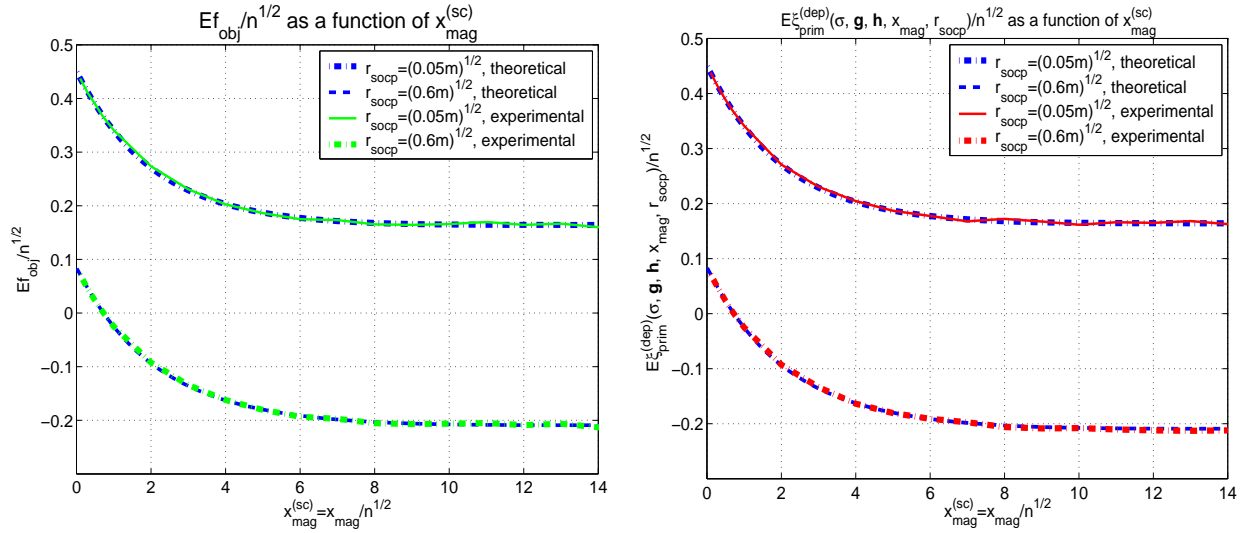 Ef_obj/n^1/2 as a function of x_mag^(sc)
r_socp=(0.05m)^1/2, theoretical
r_socp=(0.6m)^1/2, theoretical
r_socp=(0.05m)^1/2, experimental
r_socp=(0.6m)^1/2, experimental
Ef_obj/n^1/2
0.5
0.4
0.3
0.2
0.1
0
−0.1
−0.2
0 2 4 6 8 10 12 14
x_mag^(sc)=x_mag/n^1/2
Eξ_prim^(dep)(σ, g, h, x_mag, r_socp)/n^1/2 as a function of x_mag^(sc)
r_socp=(0.05m)^1/2, theoretical
r_socp=(0.6m)^1/2, theoretical
r_socp=(0.05m)^1/2, experimental
r_socp=(0.6m)^1/2, experimental
Eξ_prim^(dep)(σ, g, h, x_mag, r_socp)/n^1/2
0.5
0.4
0.3
0.2
0.1
0
−0.1
−0.2
0 2 4 6 8 10 12 14
x_mag^(sc)=x_mag/n^1/2